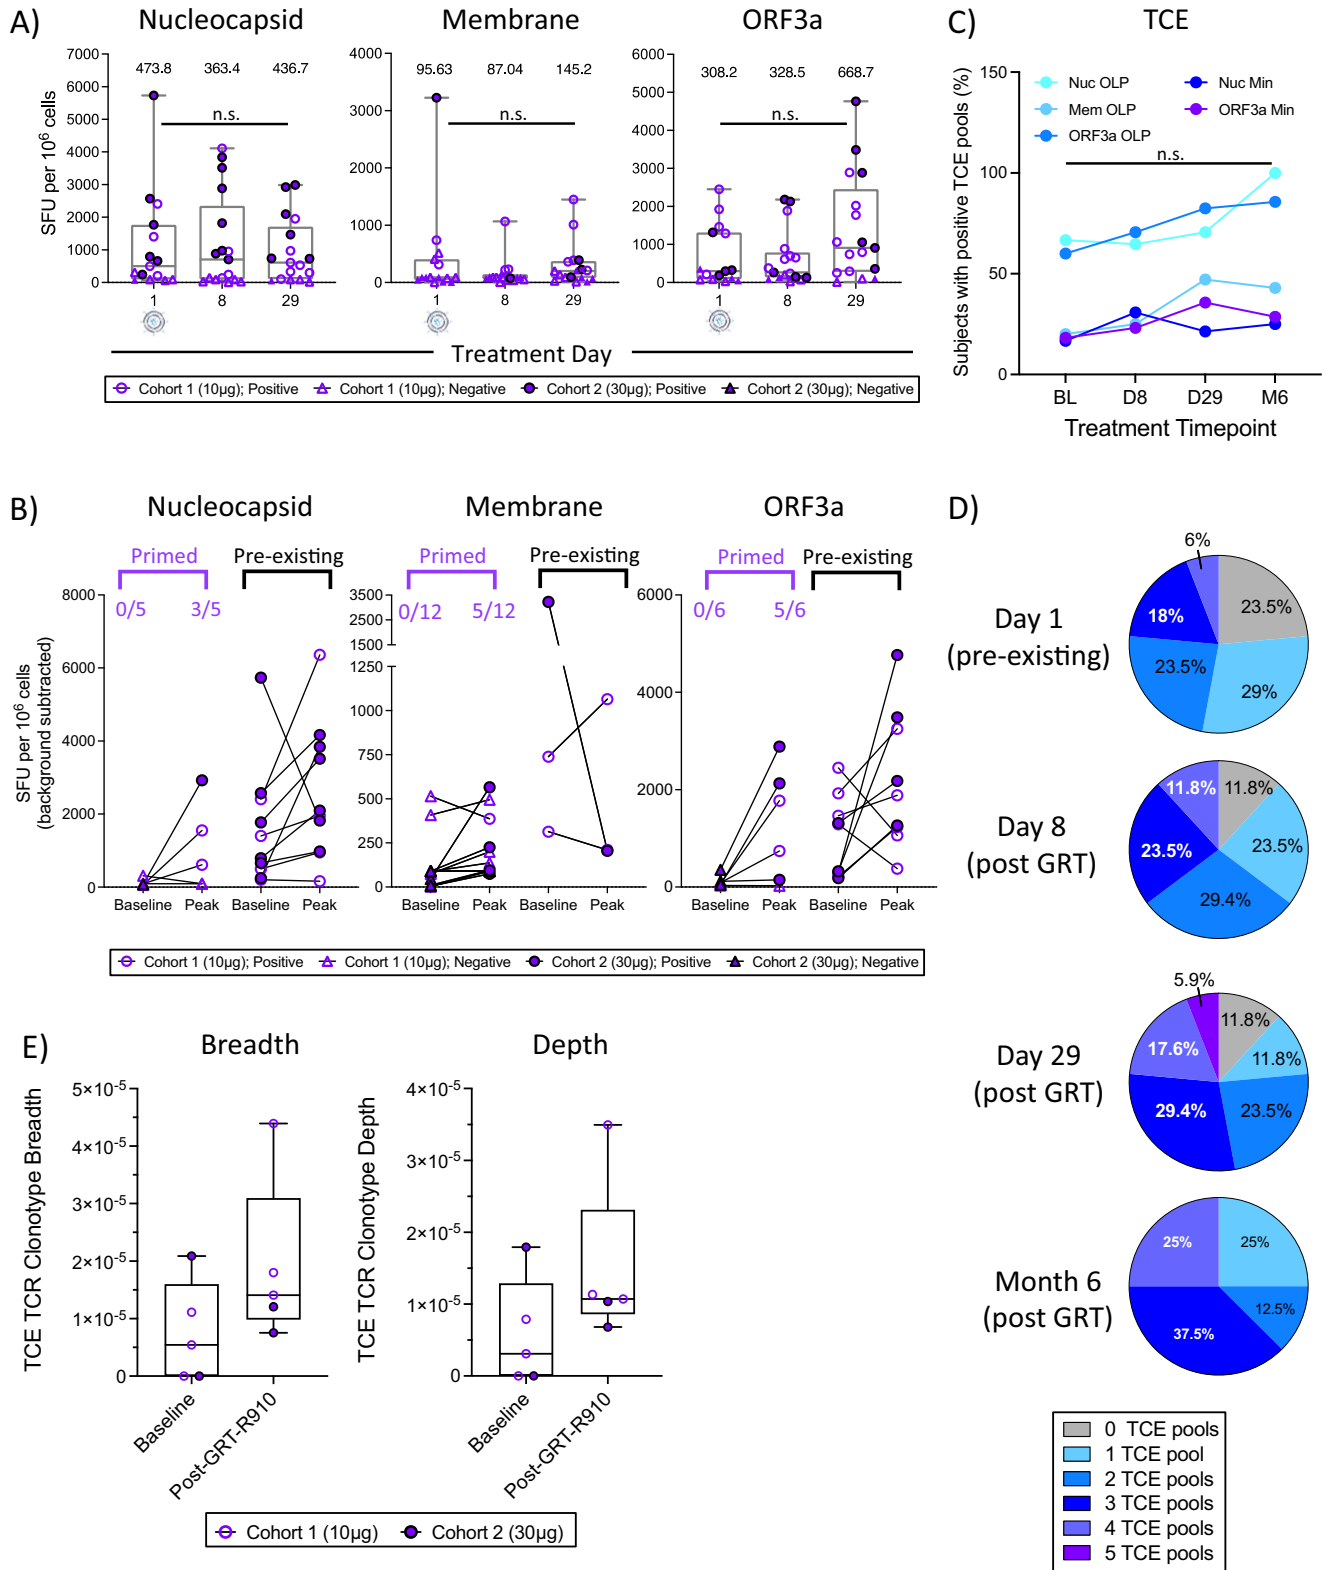 A)
Nucleocapsid
Membrane
ORF3a
SFU per 10⁶ cells
7000
6000
5000
4000
3000
2000
1000
0
473.8 363.4 436.7
n.s.
1 8 29
4000
3000
2000
1000
0
95.63 87.04 145.2
n.s.
1 8 29
6000
5000
4000
3000
2000
1000
0
308.2 328.5 668.7
n.s.
1 8 29
Treatment Day
Cohort 1 (10µg); Positive Cohort 1 (10µg); Negative Cohort 2 (30µg); Positive Cohort 2 (30µg); Negative
C)
TCE
Subjects with positive TCE pools (%)
150
100
50
0
Nuc OLP
Mem OLP
ORF3a OLP
Nuc Min
ORF3a Min
n.s.
BL D8 D29 M6
Treatment Timepoint
B)
Nucleocapsid
Membrane
ORF3a
SFU per 10⁶ cells
(background subtracted)
Primed
Pre-existing
0/5 3/5
8000
6000
4000
2000
0
Baseline Peak Baseline Peak
Primed
Pre-existing
0/12 5/12
3500
2500
1500
1250
1000
750
500
250
0
Baseline Peak Baseline Peak
Primed
Pre-existing
0/6 5/6
6000
4000
2000
0
Baseline Peak Baseline Peak
Cohort 1 (10µg); Positive Cohort 1 (10µg); Negative Cohort 2 (30µg); Positive Cohort 2 (30µg); Negative
D)
Day 1
(pre-existing)
6%
23.5%
18%
23.5%
29%
Day 8
(post GRT)
11.8%
11.8%
23.5%
23.5%
29.4%
Day 29
(post GRT)
5.9%
11.8%
17.6%
11.8%
29.4%
23.5%
Month 6
(post GRT)
25%
25%
12.5%
37.5%
0 TCE pools
1 TCE pool
2 TCE pools
3 TCE pools
4 TCE pools
5 TCE pools
E)
Breadth
TCE TCR Clonotype Breadth
5×10⁻⁵
4×10⁻⁵
3×10⁻⁵
2×10⁻⁵
1×10⁻⁵
0
Baseline
Post-GRT-R910
Depth
TCE TCR Clonotype Depth
4×10⁻⁵
3×10⁻⁵
2×10⁻⁵
1×10⁻⁵
0
Baseline
Post-GRT-R910
Cohort 1 (10µg) Cohort 2 (30µg)